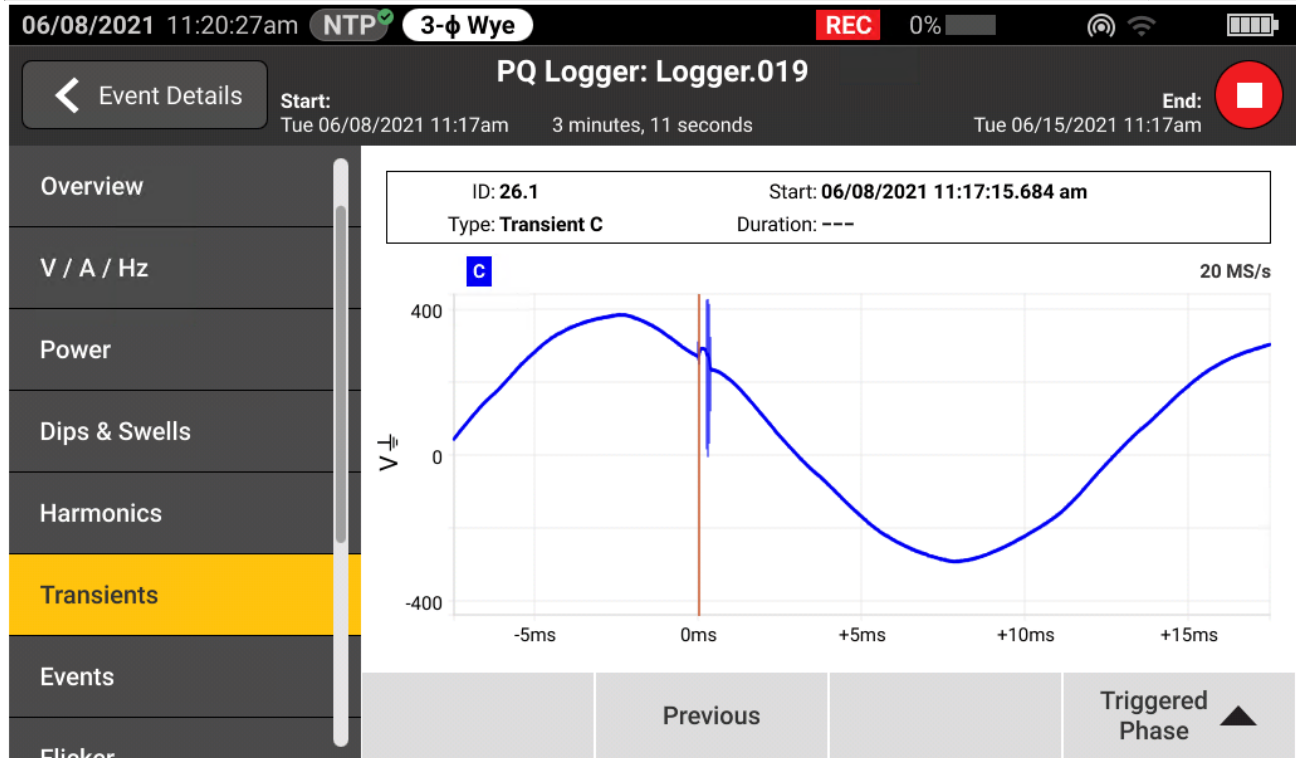 06/08/2021 11:20:27am NTP 3-ϕ Wye REC 0%
Event Details
PQ Logger: Logger.019
Start: End:
Tue 06/08/2021 11:17am 3 minutes, 11 seconds Tue 06/15/2021 11:17am
Overview
V / A / Hz
Power
Dips & Swells
Harmonics
Transients
Events
Flicker
ID: 26.1 Start: 06/08/2021 11:17:15.684 am
Type: Transient C Duration: ---
C 20 MS/s
400
0
-400
V
-5ms 0ms +5ms +10ms +15ms
Previous
Triggered
Phase